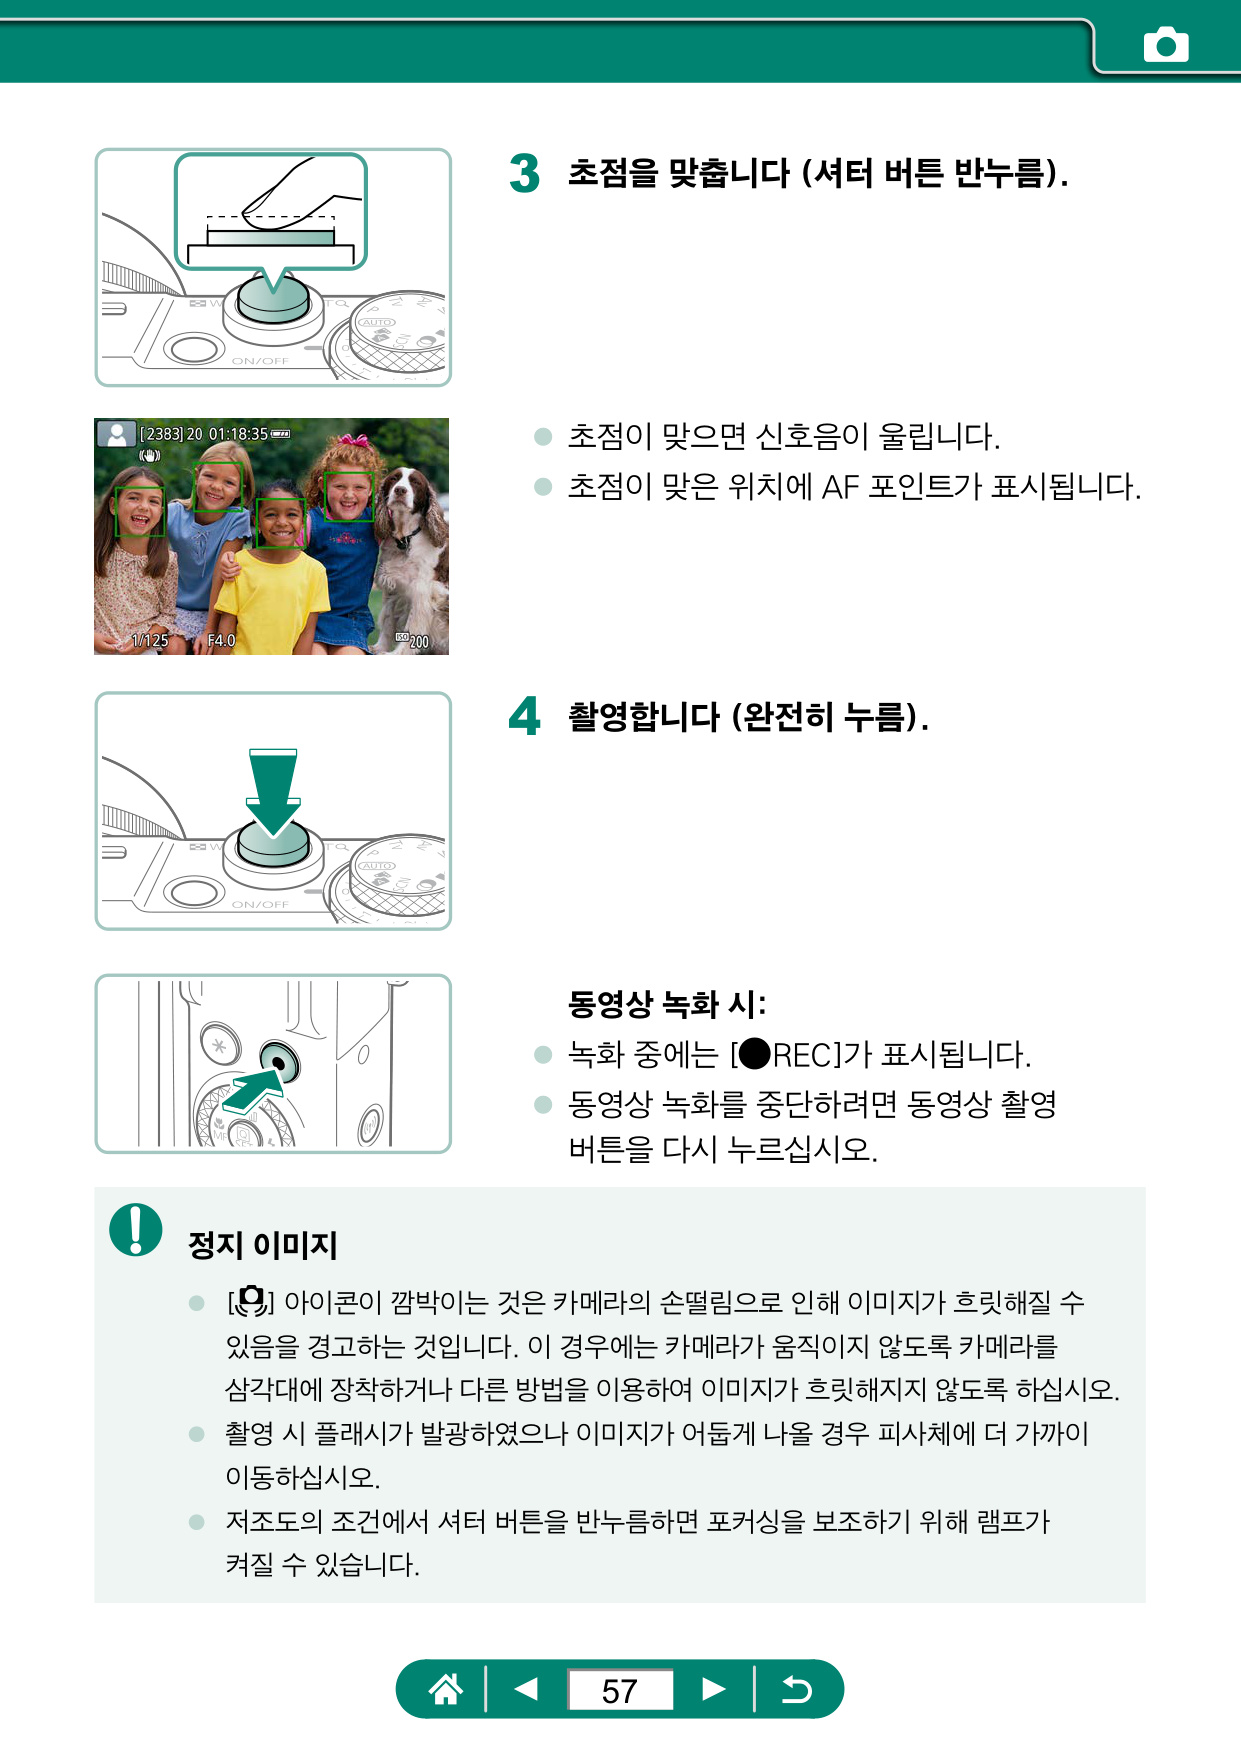 3 초점을 맞춥니다 (셔터 버튼 반누름).
ON/OFF
AUTO
[2383] 20 01:18:35
1/125 F4.0 ISO 200
● 초점이 맞으면 신호음이 울립니다.
● 초점이 맞은 위치에 AF 포인트가 표시됩니다.
4 촬영합니다 (완전히 누름).
ON/OFF
AUTO
동영상 녹화 시:
● 녹화 중에는 [●REC]가 표시됩니다.
● 동영상 녹화를 중단하려면 동영상 촬영
버튼을 다시 누르십시오.
정지 이미지
● [] 아이콘이 깜박이는 것은 카메라의 손떨림으로 인해 이미지가 흐릿해질 수
있음을 경고하는 것입니다. 이 경우에는 카메라가 움직이지 않도록 카메라를
삼각대에 장착하거나 다른 방법을 이용하여 이미지가 흐릿해지지 않도록 하십시오.
● 촬영 시 플래시가 발광하였으나 이미지가 어둡게 나올 경우 피사체에 더 가까이
이동하십시오.
● 저조도의 조건에서 셔터 버튼을 반누름하면 포커싱을 보조하기 위해 램프가
켜질 수 있습니다.
57